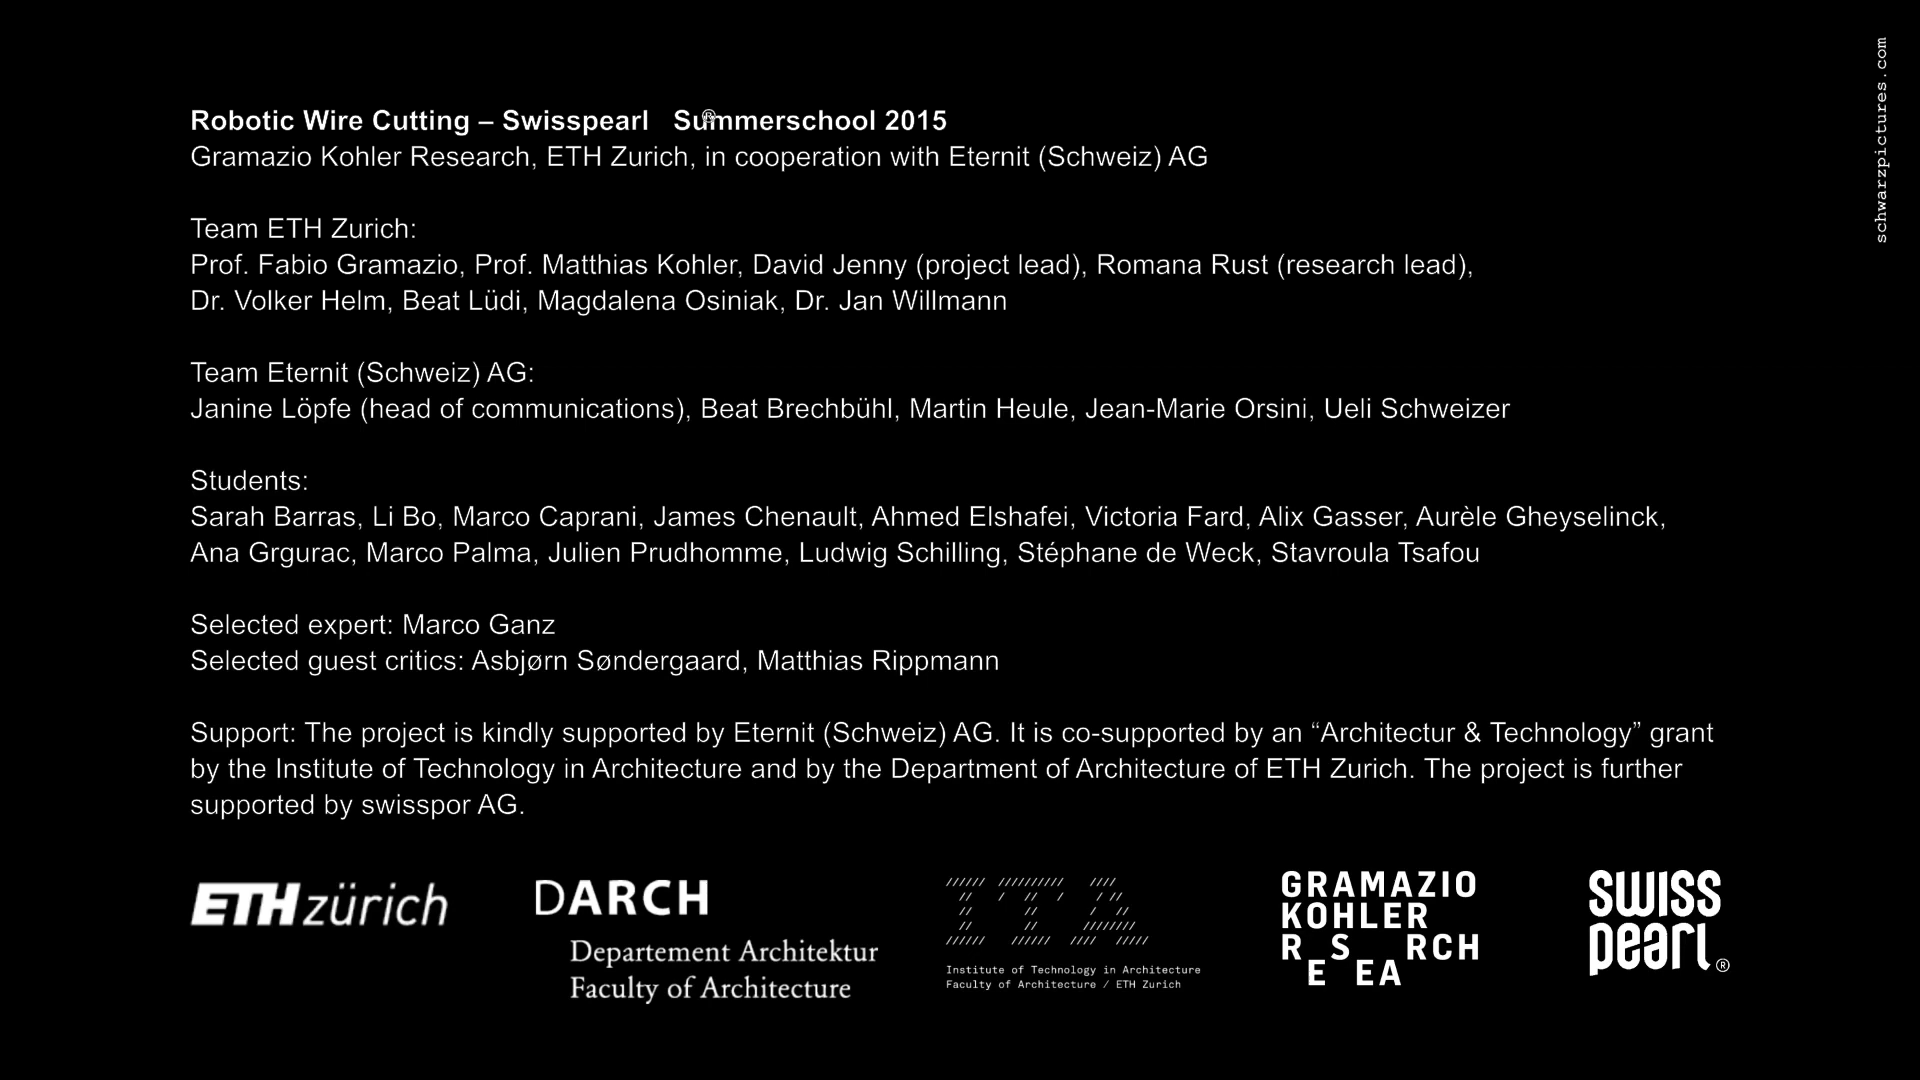 Robotic Wire Cutting – Swisspearl ® Summerschool 2015
Gramazio Kohler Research, ETH Zurich, in cooperation with Eternit (Schweiz) AG
Team ETH Zurich:
Prof. Fabio Gramazio, Prof. Matthias Kohler, David Jenny (project lead), Romana Rust (research lead),
Dr. Volker Helm, Beat Lüdi, Magdalena Osiniak, Dr. Jan Willmann
Team Eternit (Schweiz) AG:
Janine Löpfe (head of communications), Beat Brechbühl, Martin Heule, Jean-Marie Orsini, Ueli Schweizer
Students:
Sarah Barras, Li Bo, Marco Caprani, James Chenault, Ahmed Elshafei, Victoria Fard, Alix Gasser, Aurèle Gheyselinck,
Ana Grgurac, Marco Palma, Julien Prudhomme, Ludwig Schilling, Stéphane de Weck, Stavroula Tsafou
Selected expert: Marco Ganz
Selected guest critics: Asbjørn Søndergaard, Matthias Rippmann
Support: The project is kindly supported by Eternit (Schweiz) AG. It is co-supported by an “Architectur & Technology” grant
by the Institute of Technology in Architecture and by the Department of Architecture of ETH Zurich. The project is further
supported by swisspor AG.
ETH zürich
DARCH
Departement Architektur
Faculty of Architecture
ITA
Institute of Technology in Architecture
Faculty of Architecture / ETH Zurich
GRAMAZIO
KOHLER
RESEARCH
SWISS
pearl®
schwarzpictures.com